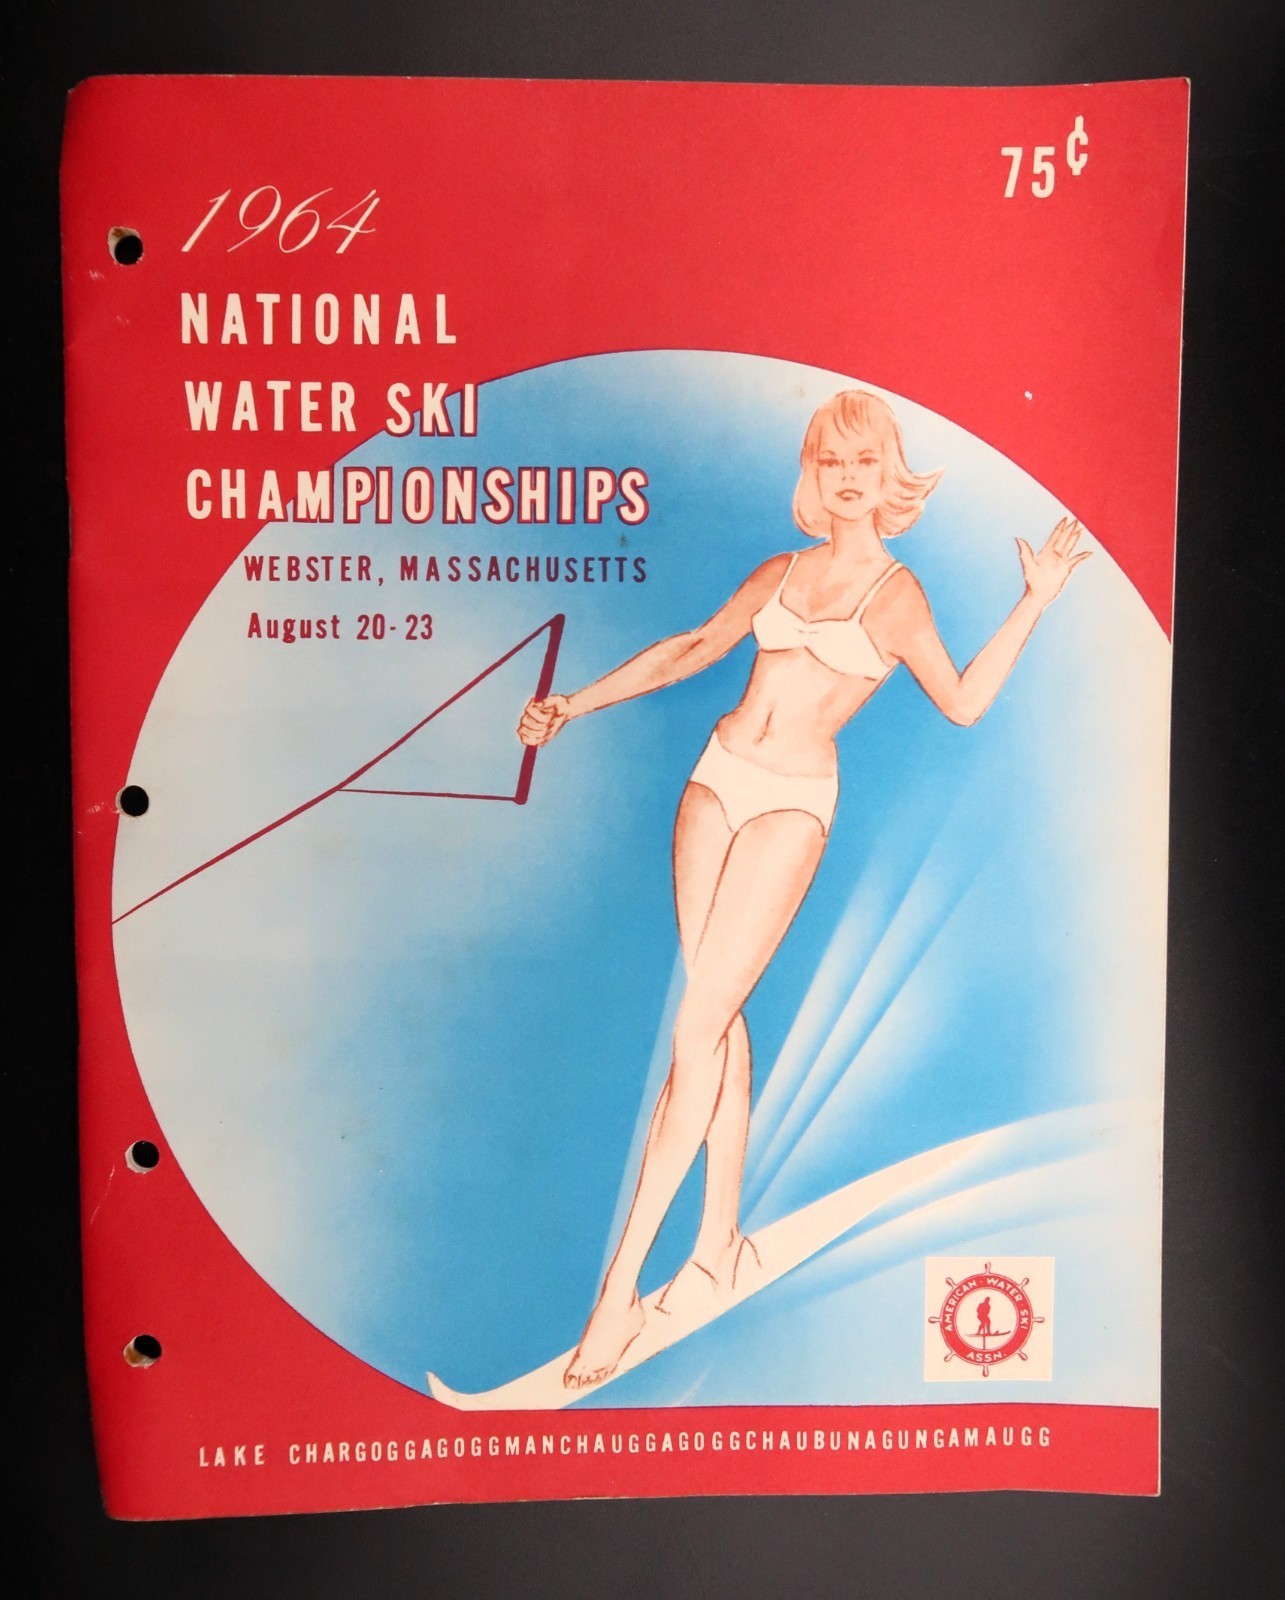 75¢
1964
NATIONAL
WATER SKI
CHAMPIONSHIPS
WEBSTER, MASSACHUSETTS
August 20-23
AMERICAN · WATER SKI
ASSN.
LAKE CHARGOGGAGOGGMANCHAUGGAGOGGCHAUBUNAGUNGAMAUGG